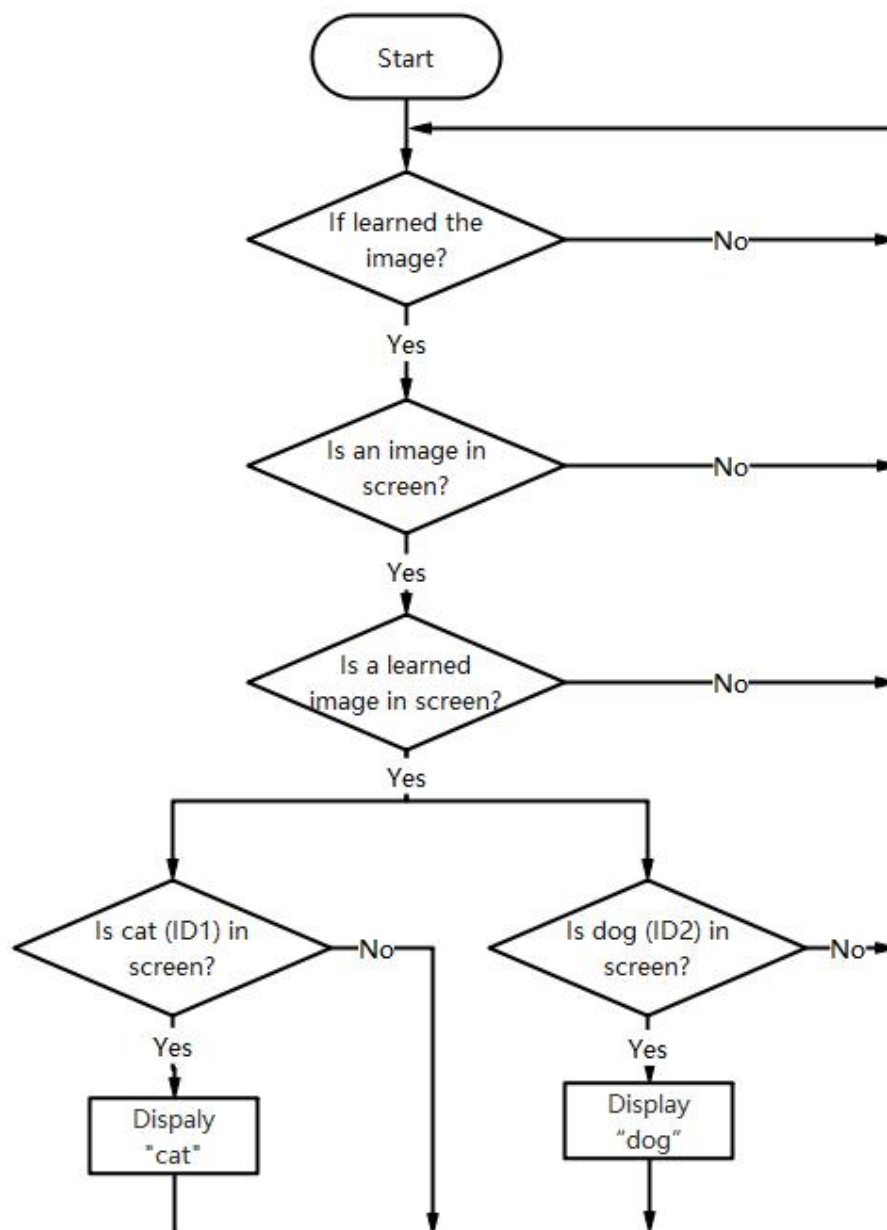 Start
If learned the
image?
No
Yes
Is an image in
screen?
No
Yes
Is a learned
image in screen?
No
Yes
Is cat (ID1) in
screen?
No
Is dog (ID2) in
screen?
No
Yes
Yes
Dispaly
"cat"
Display
“dog”